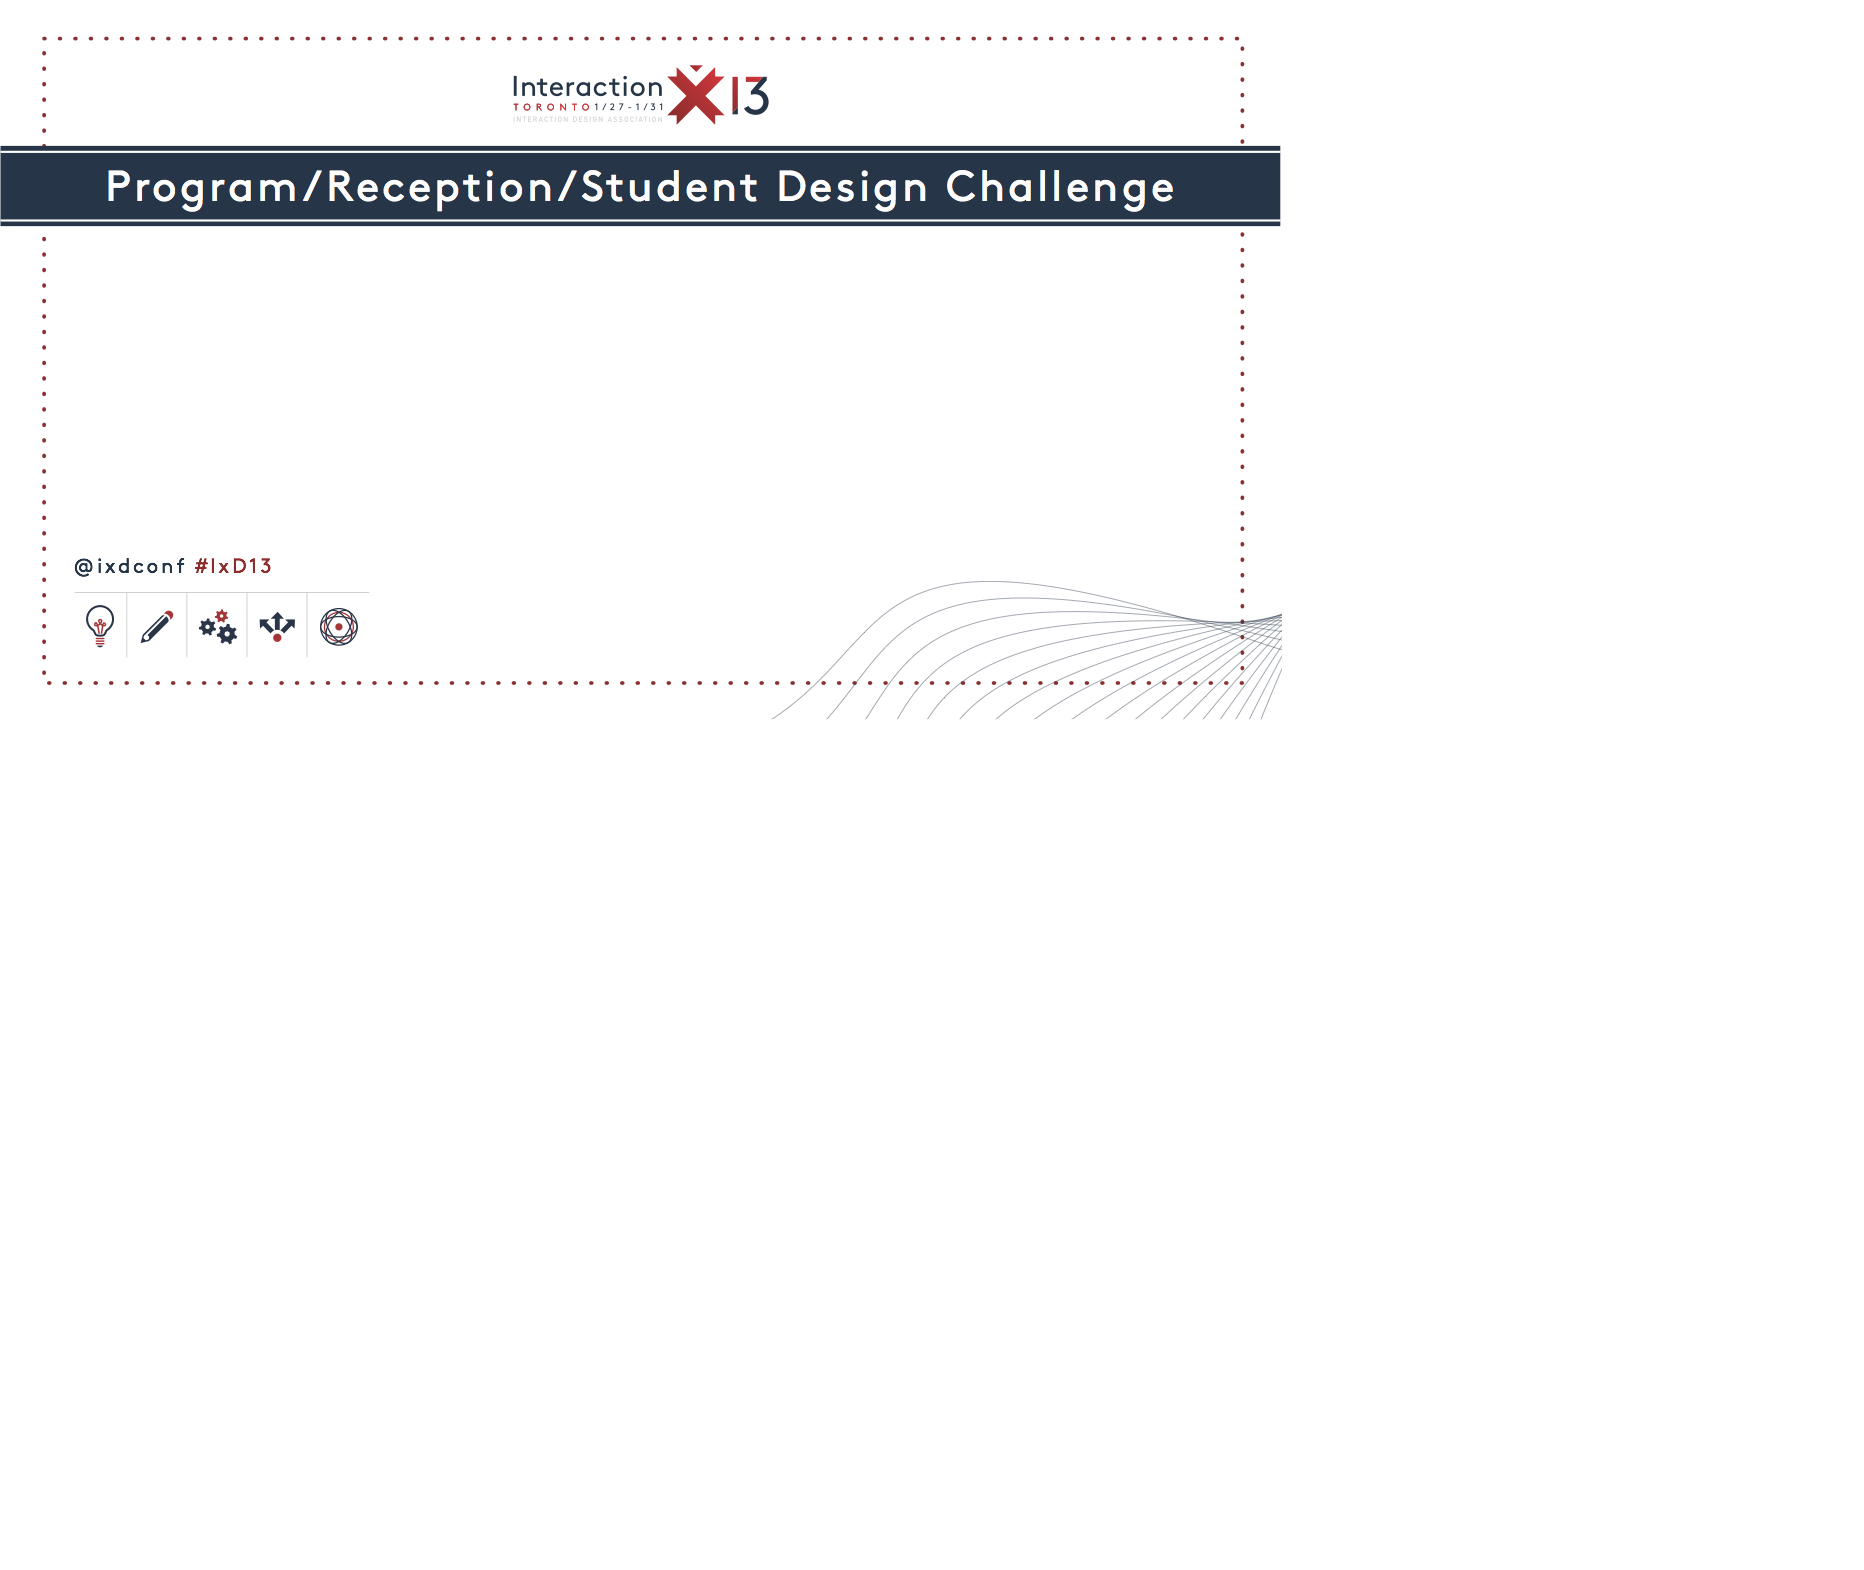 Interaction 13
TORONTO 1/27-1/31
INTERACTION DESIGN ASSOCIATION
Program/Reception/Student Design Challenge
@ixdconf #IxD13